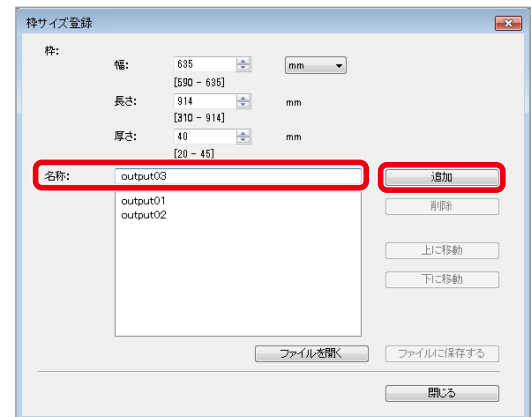 枠サイズ登録
枠:
幅: 635 mm
[590 - 635]
長さ: 914 mm
[310 - 914]
厚さ: 40 mm
[20 - 45]
名称: output03 追加
output01
output02
削除
上に移動
下に移動
ファイルを開く ファイルに保存する
閉じる